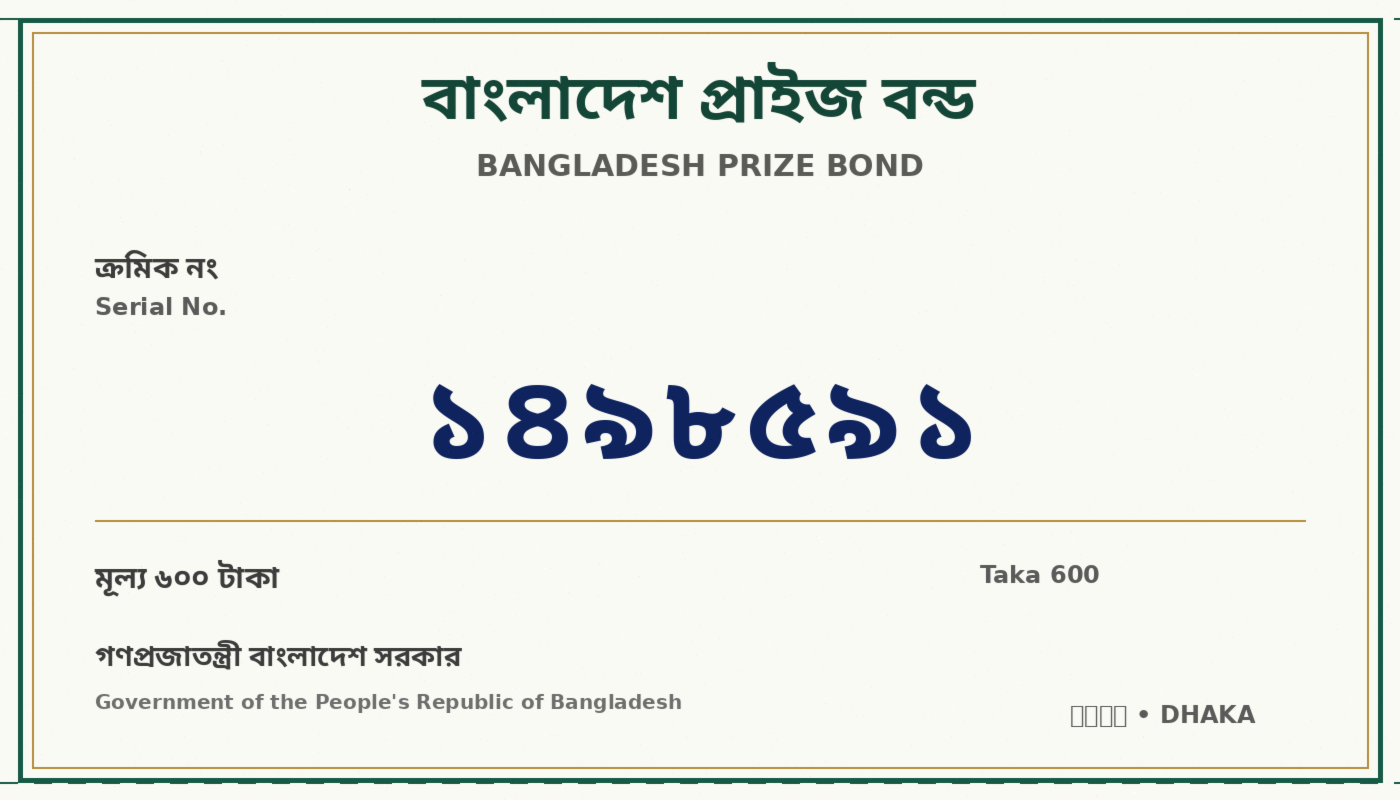 বাংলাদেশ প্রাইজ বন্ড
BANGLADESH PRIZE BOND
ক্রমিক নং
Serial No.
১৪৯৮৫৯১
মূল্য ৬০০ টাকা
Taka 600
গণপ্রজাতন্ত্রী বাংলাদেশ সরকার
Government of the People's Republic of Bangladesh
• DHAKA